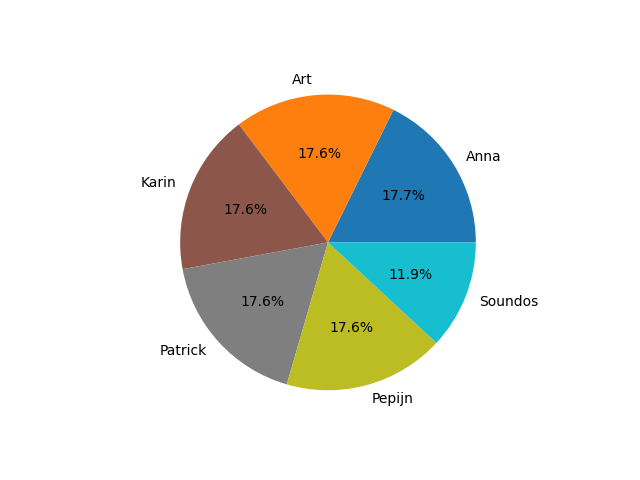 Art
Anna
17.6%
17.7%
Karin
17.6%
11.9%
Soundos
17.6%
17.6%
Patrick
Pepijn